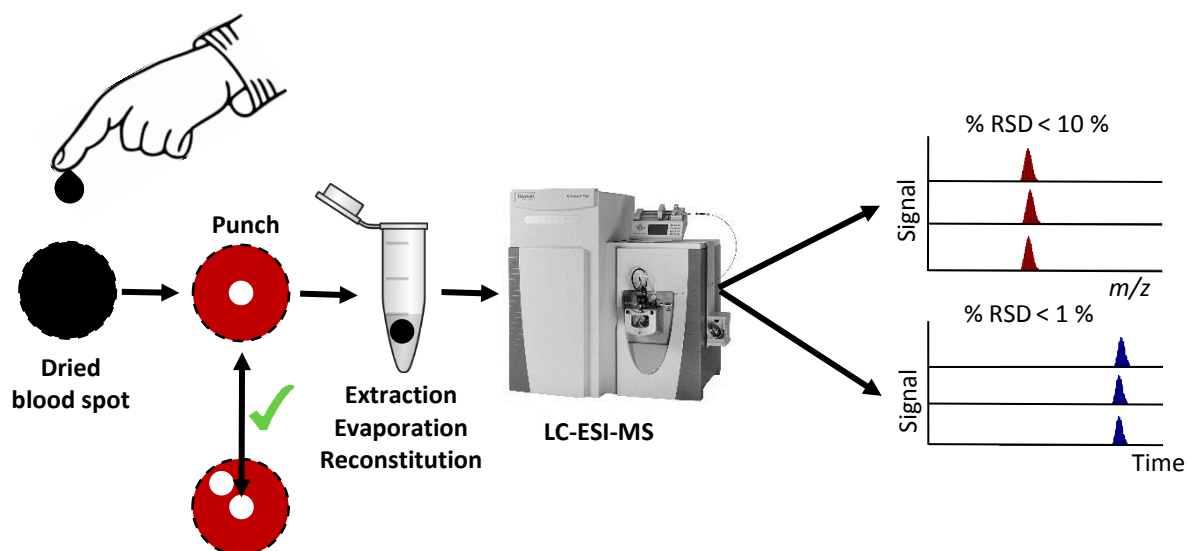 Punch
Dried
blood spot
Extraction
Evaporation
Reconstitution
LC-ESI-MS
% RSD < 10 %
Signal
m/z
% RSD < 1 %
Signal
Time